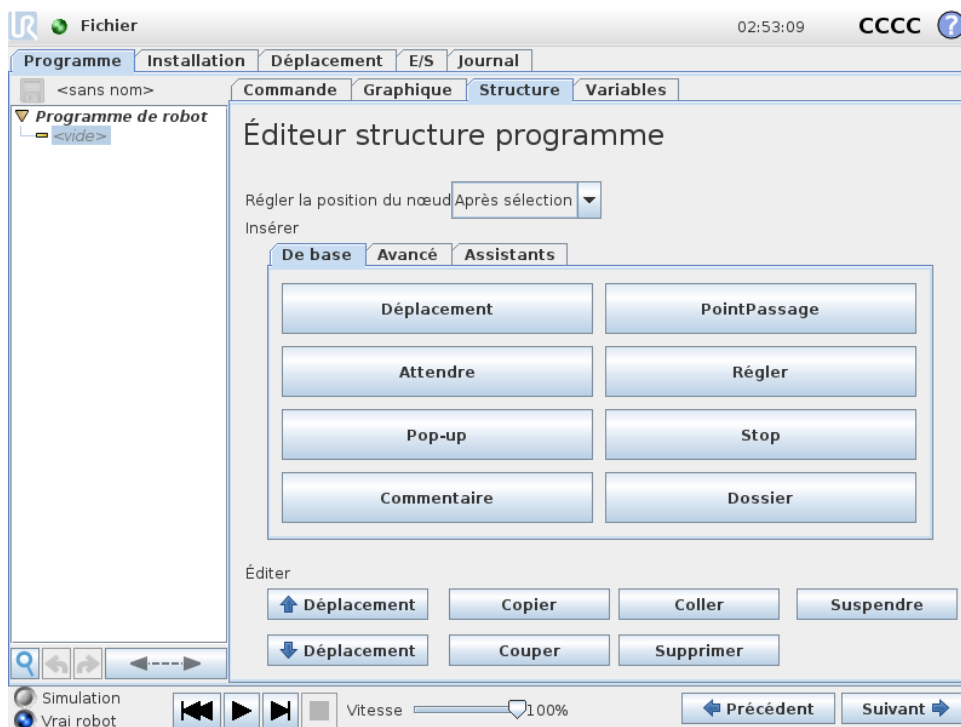 UR Fichier 02:53:09 CCCC ?
Programme Installation Déplacement E/S Journal
<sans nom> Commande Graphique Structure Variables
Programme de robot
<vide>
Éditeur structure programme
Régler la position du nœud Après sélection
Insérer
De base Avancé Assistants
Déplacement PointPassage
Attendre Régler
Pop-up Stop
Commentaire Dossier
Éditer
Déplacement Copier Coller Suspendre
Déplacement Couper Supprimer
Simulation
Vrai robot
Vitesse 100% Précédent Suivant